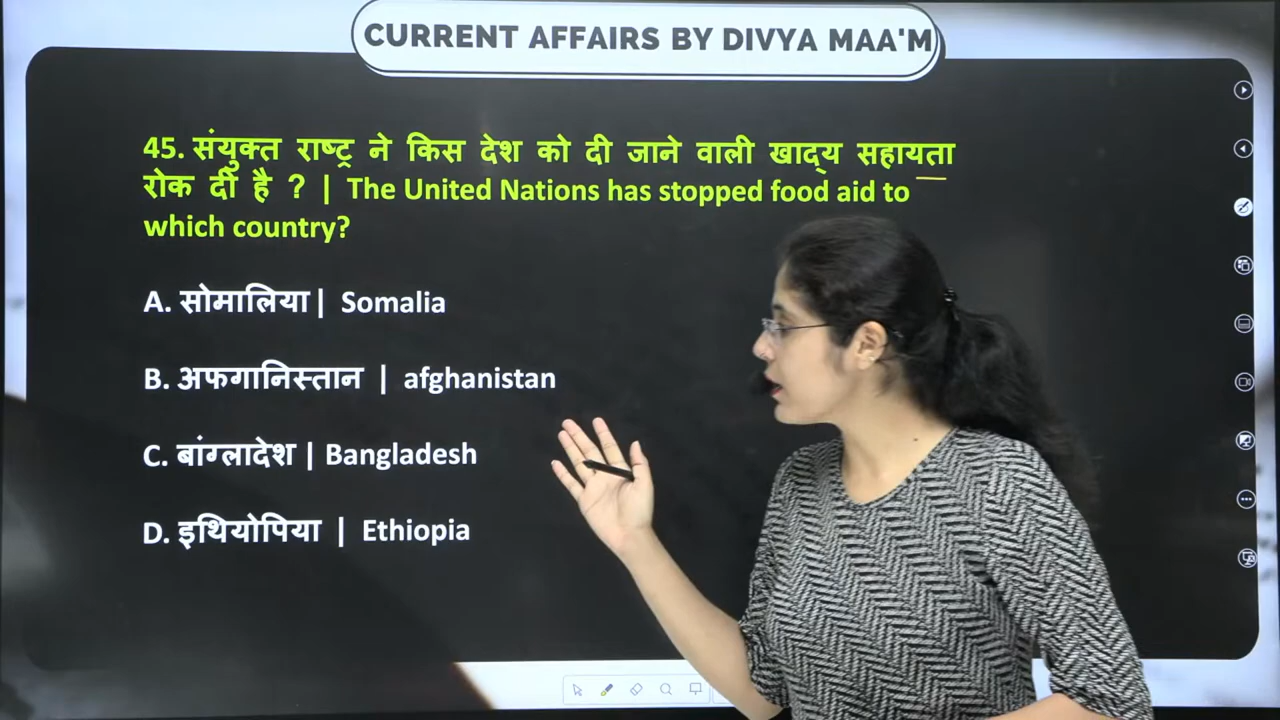 CURRENT AFFAIRS BY DIVYA MAA'M
45. संयुक्त राष्ट्र ने किस देश को दी जाने वाली खाद्य सहायता
रोक दी है ? | The United Nations has stopped food aid to
which country?
A. सोमालिया | Somalia
B. अफगानिस्तान | afghanistan
C. बांग्लादेश | Bangladesh
D. इथियोपिया | Ethiopia